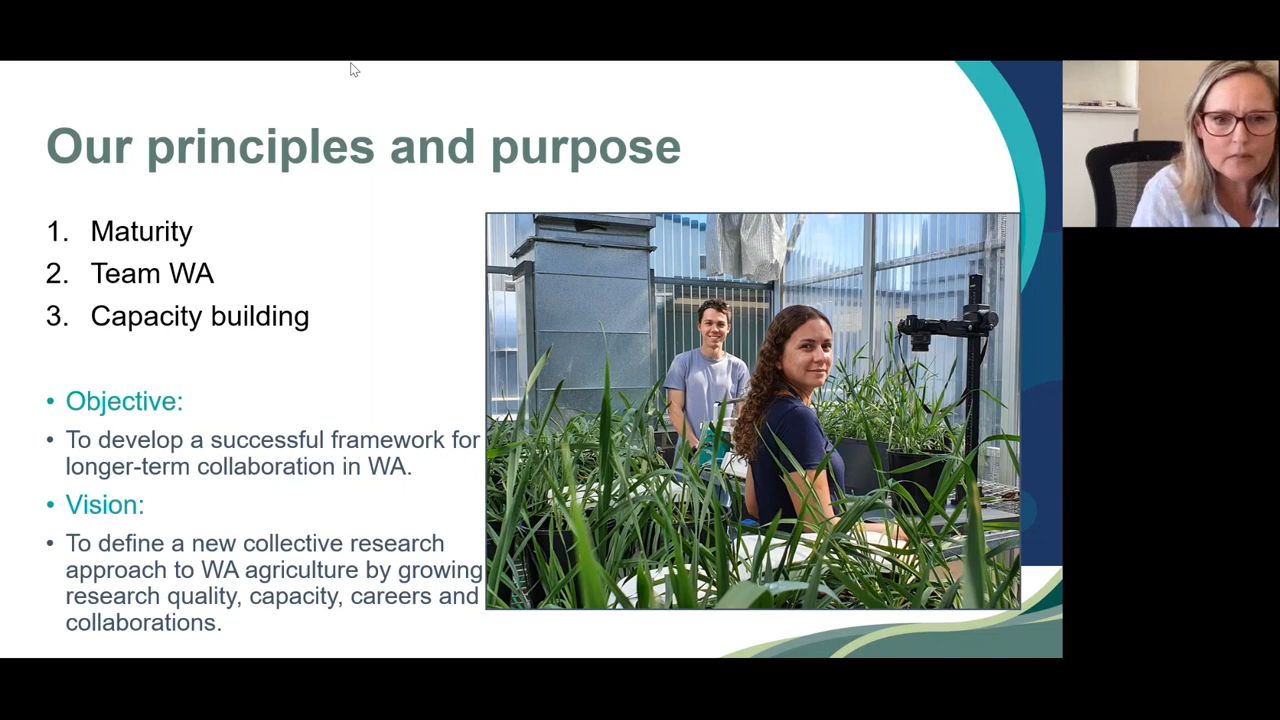 Our principles and purpose
1. Maturity
2. Team WA
3. Capacity building
• Objective:
• To develop a successful framework for
longer-term collaboration in WA.
• Vision:
• To define a new collective research
approach to WA agriculture by growing
research quality, capacity, careers and
collaborations.